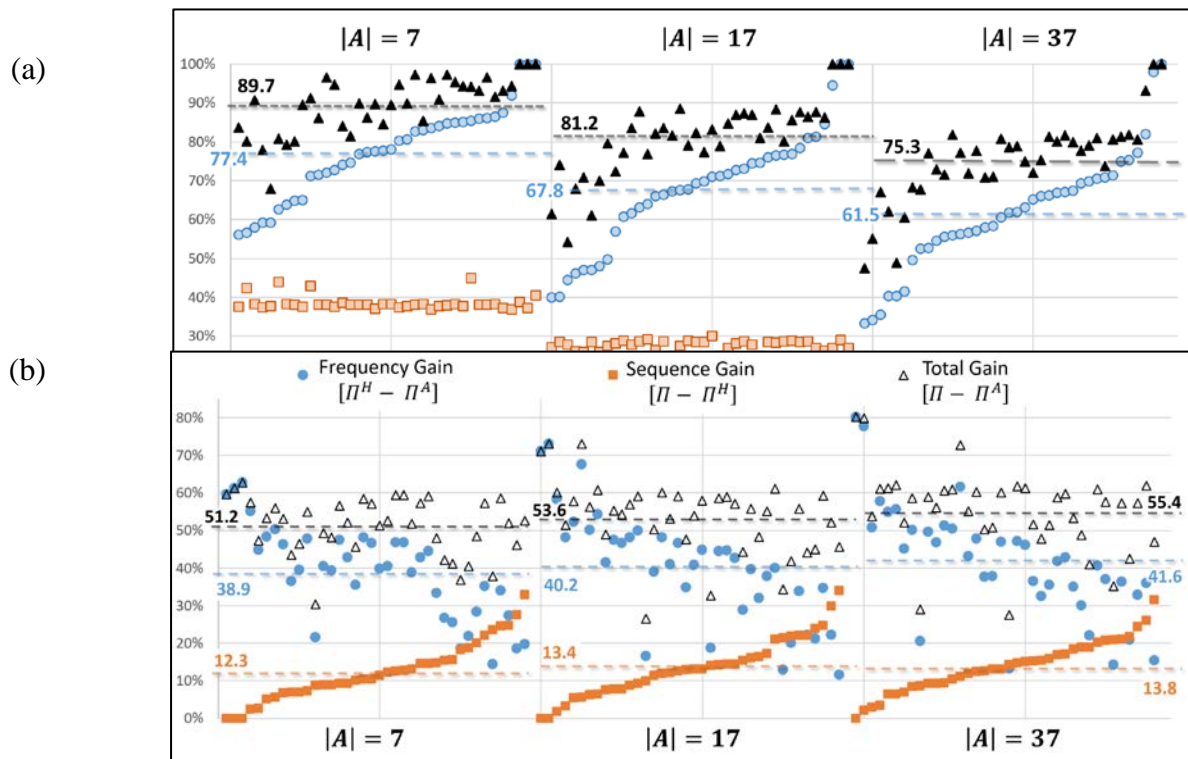 (a)
|A| = 7
|A| = 17
|A| = 37
100%
90%
80%
70%
60%
50%
40%
30%
89.7
77.4
81.2
67.8
75.3
61.5
(b)
Frequency Gain
[Π^H − Π^A]
Sequence Gain
[Π − Π^H]
Total Gain
[Π − Π^A]
80%
70%
60%
50%
40%
30%
20%
10%
0%
51.2
38.9
12.3
53.6
40.2
13.4
55.4
41.6
13.8
|A| = 7
|A| = 17
|A| = 37